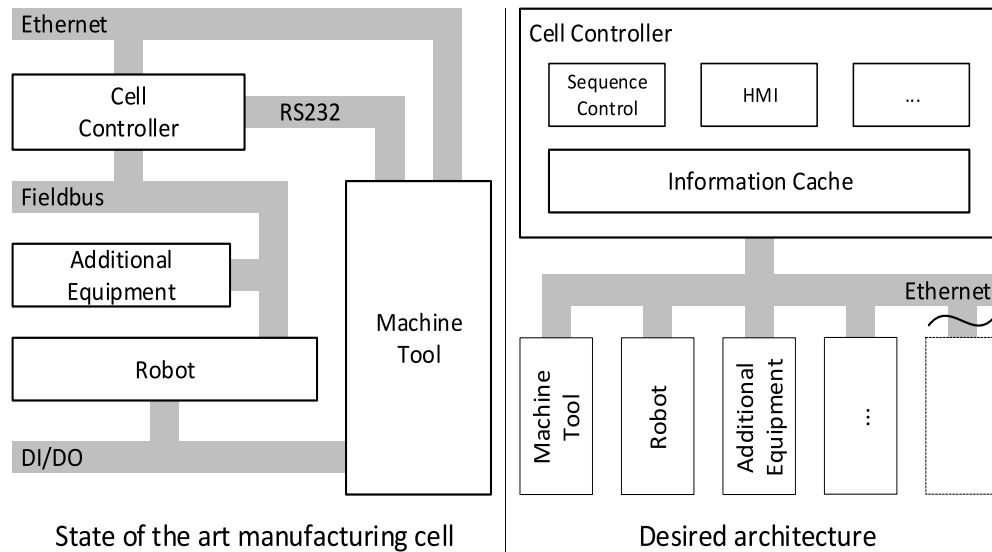 Ethernet
Cell
Controller
RS232
Fieldbus
Additional
Equipment
Robot
Machine
Tool
DI/DO
State of the art manufacturing cell
Cell Controller
Sequence
Control
HMI
...
Information Cache
Ethernet
Machine
Tool
Robot
Additional
Equipment
...
Desired architecture